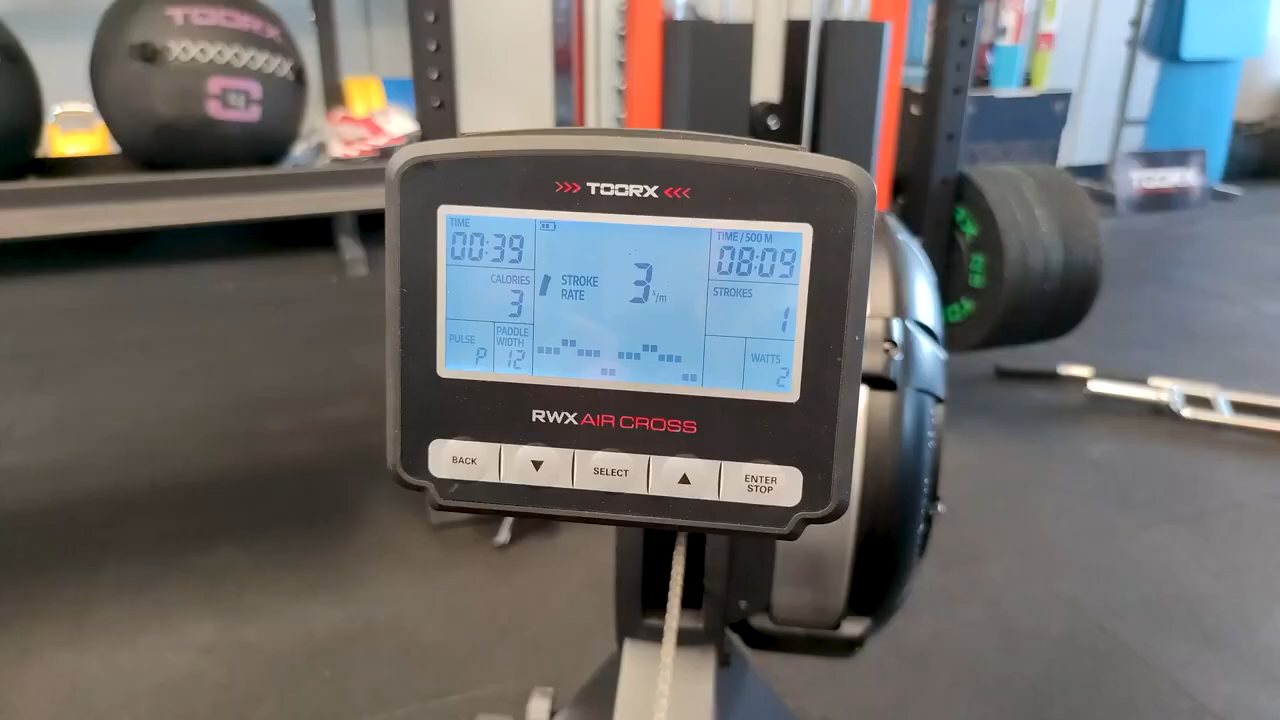 TOORX
>>> TOORX <<<
TIME
00:39
CALORIES
3
PULSE
P
PADDLE
WIDTH
12
STROKE
RATE
3 s/m
TIME / 500 M
08:09
STROKES
1
WATTS
2
RWX AIR CROSS
BACK
▼
SELECT
▲
ENTER
STOP
TOORX